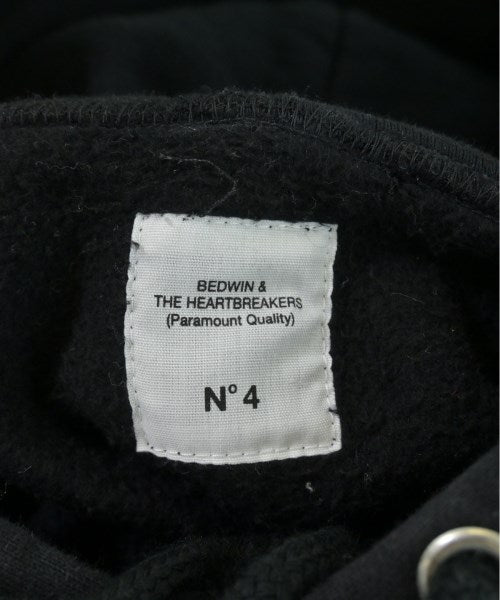 BEDWIN &
THE HEARTBREAKERS
(Paramount Quality)
N° 4